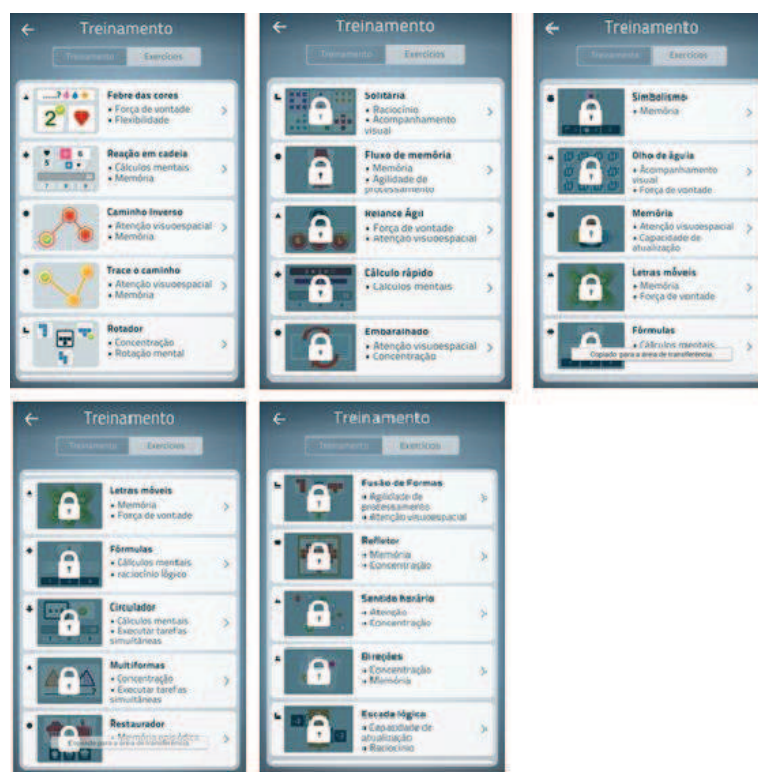 Treinamento
Treinamento
Exercícios
Febre das cores
• Força de vontade
• Flexibilidade
Reação em cadeia
• Cálculos mentais
• Memória
Caminho Inverso
• Atenção visuoespacial
• Memória
Trace o caminho
• Atenção visuoespacial
• Memória
Rotador
• Concentração
• Rotação mental
Treinamento
Treinamento
Exercícios
Solitária
• Raciocínio
• Acompanhamento
visual
Fluxo de memória
• Memória
• Agilidade de
processamento
Relance Ágil
• Força de vontade
• Atenção visuoespacial
Cálculo rápido
• Cálculos mentais
Embaralhado
• Atenção visuoespacial
• Concentração
Treinamento
Treinamento
Exercícios
Simbolismo
• Memória
Olho de águia
• Acompanhamento
visual
• Força de vontade
Memória
• Atenção visuoespacial
• Capacidade de
atualização
Letras móveis
• Memória
• Força de vontade
Fórmulas
• Cálculos mentais
Copiado para a área de transferência.
Treinamento
Treinamento
Exercícios
Letras móveis
• Memória
• Força de vontade
Fórmulas
• Cálculos mentais
• raciocínio lógico
Circulador
• Cálculos mentais
• Executar tarefas
simultâneas
Multiformas
• Concentração
• Executar tarefas
simultâneas
Restaurador
• Memória episódica
para a área de transferência.
Treinamento
Treinamento
Exercícios
Fusão de Formas
• Agilidade de
processamento
• Atenção visuoespacial
Refletor
• Memória
• Concentração
Sentido horário
• Atenção
• Concentração
Direções
• Concentração
• Memória
Escada lógica
• Capacidade de
atualização
• Raciocínio